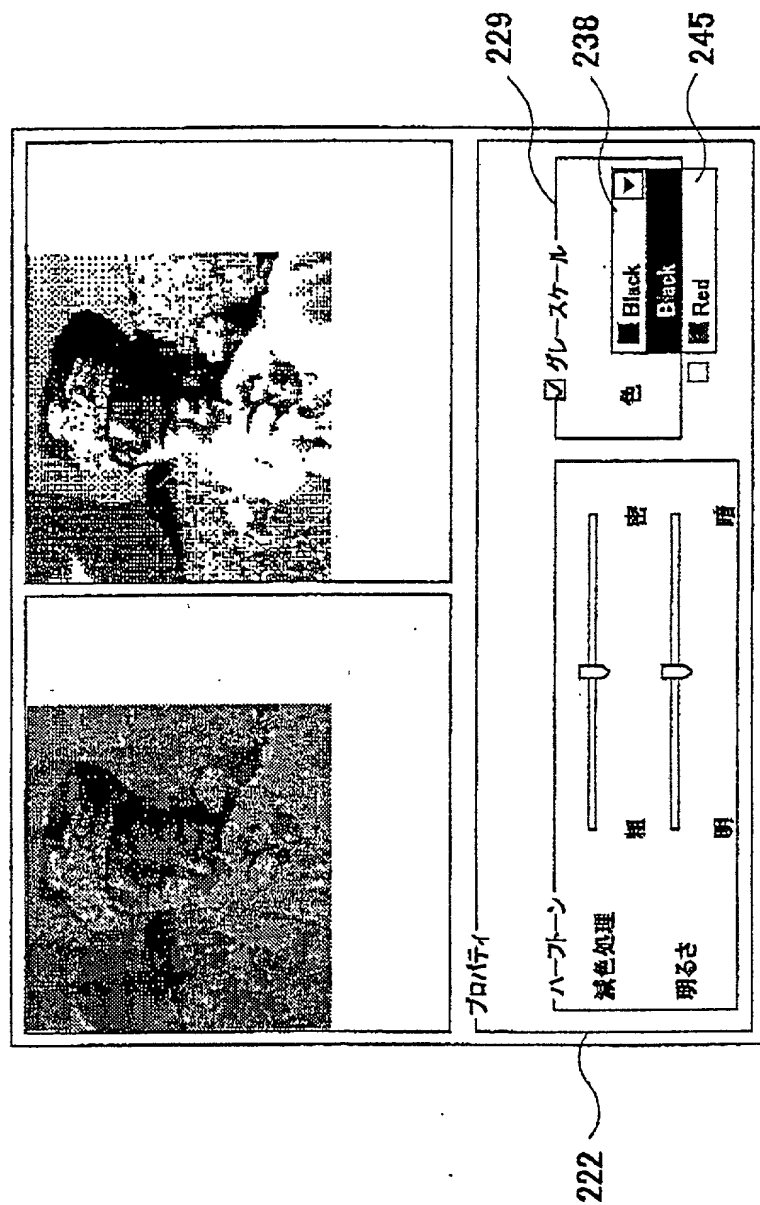 プロパティ
ハーフトーン
減色処理
粗
密
明るさ
明
暗
グレースケール
色
Black
Black
Red
222
229
238
245